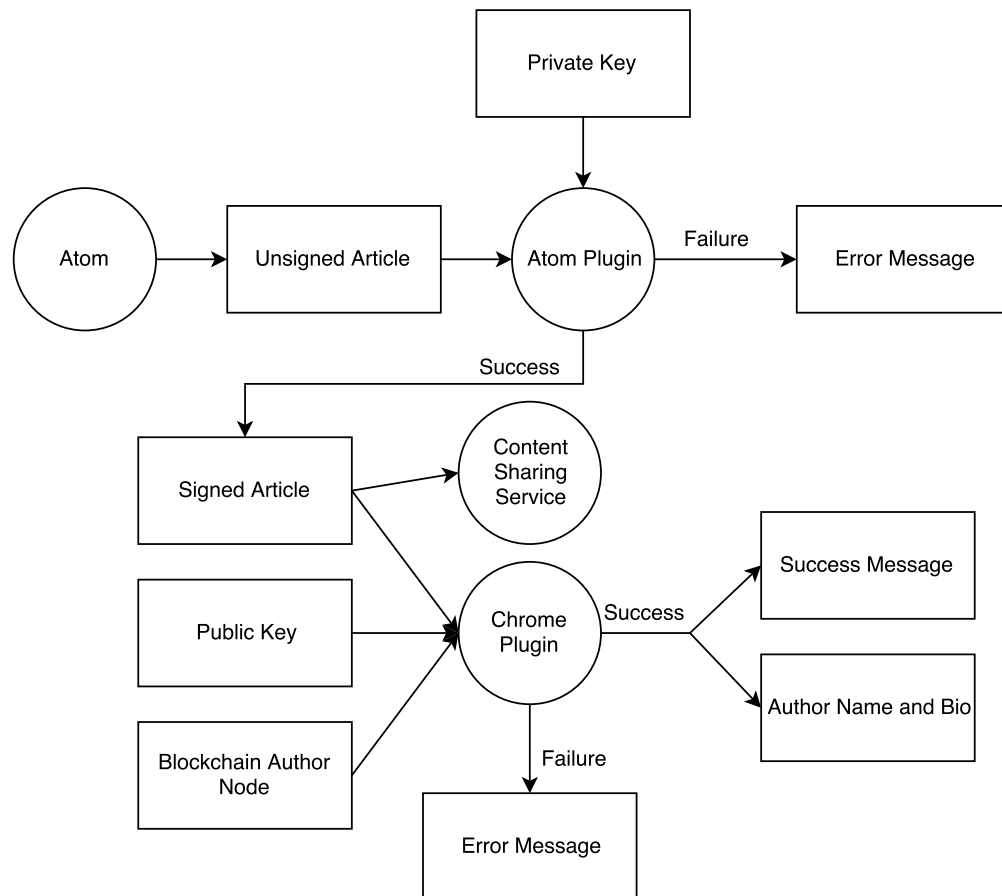 Private Key
Atom
Unsigned Article
Atom Plugin
Failure
Error Message
Success
Content
Sharing
Service
Signed Article
Success Message
Public Key
Chrome
Plugin
Success
Author Name and Bio
Blockchain Author
Node
Failure
Error Message